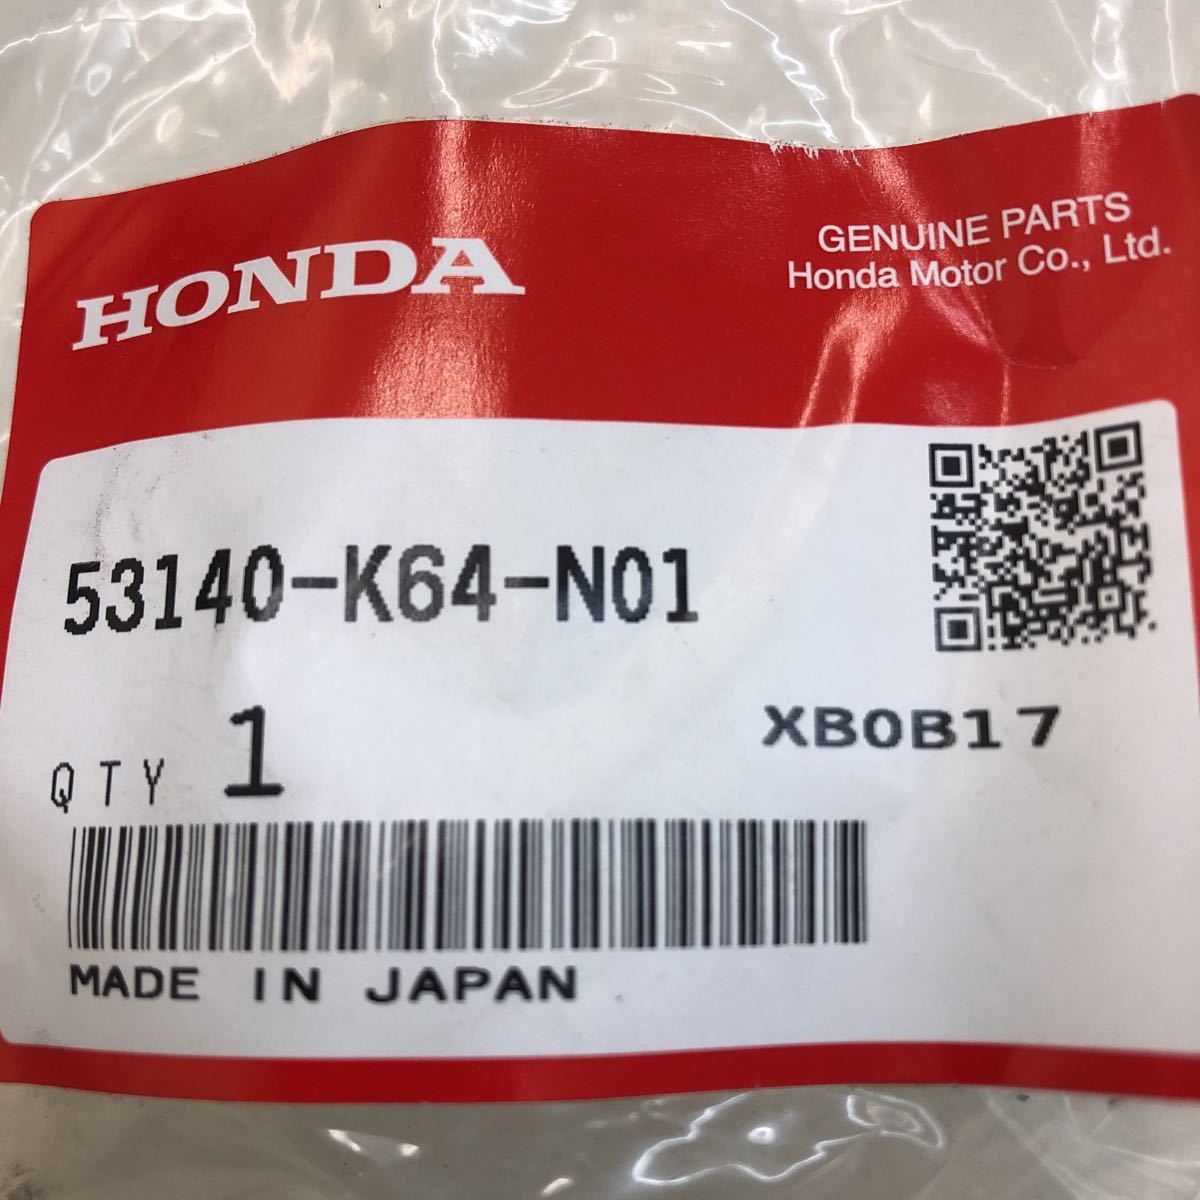 HONDA
GENUINE PARTS
Honda Motor Co., Ltd.
53140-K64-N01
QTY 1
XB0B17
MADE IN JAPAN